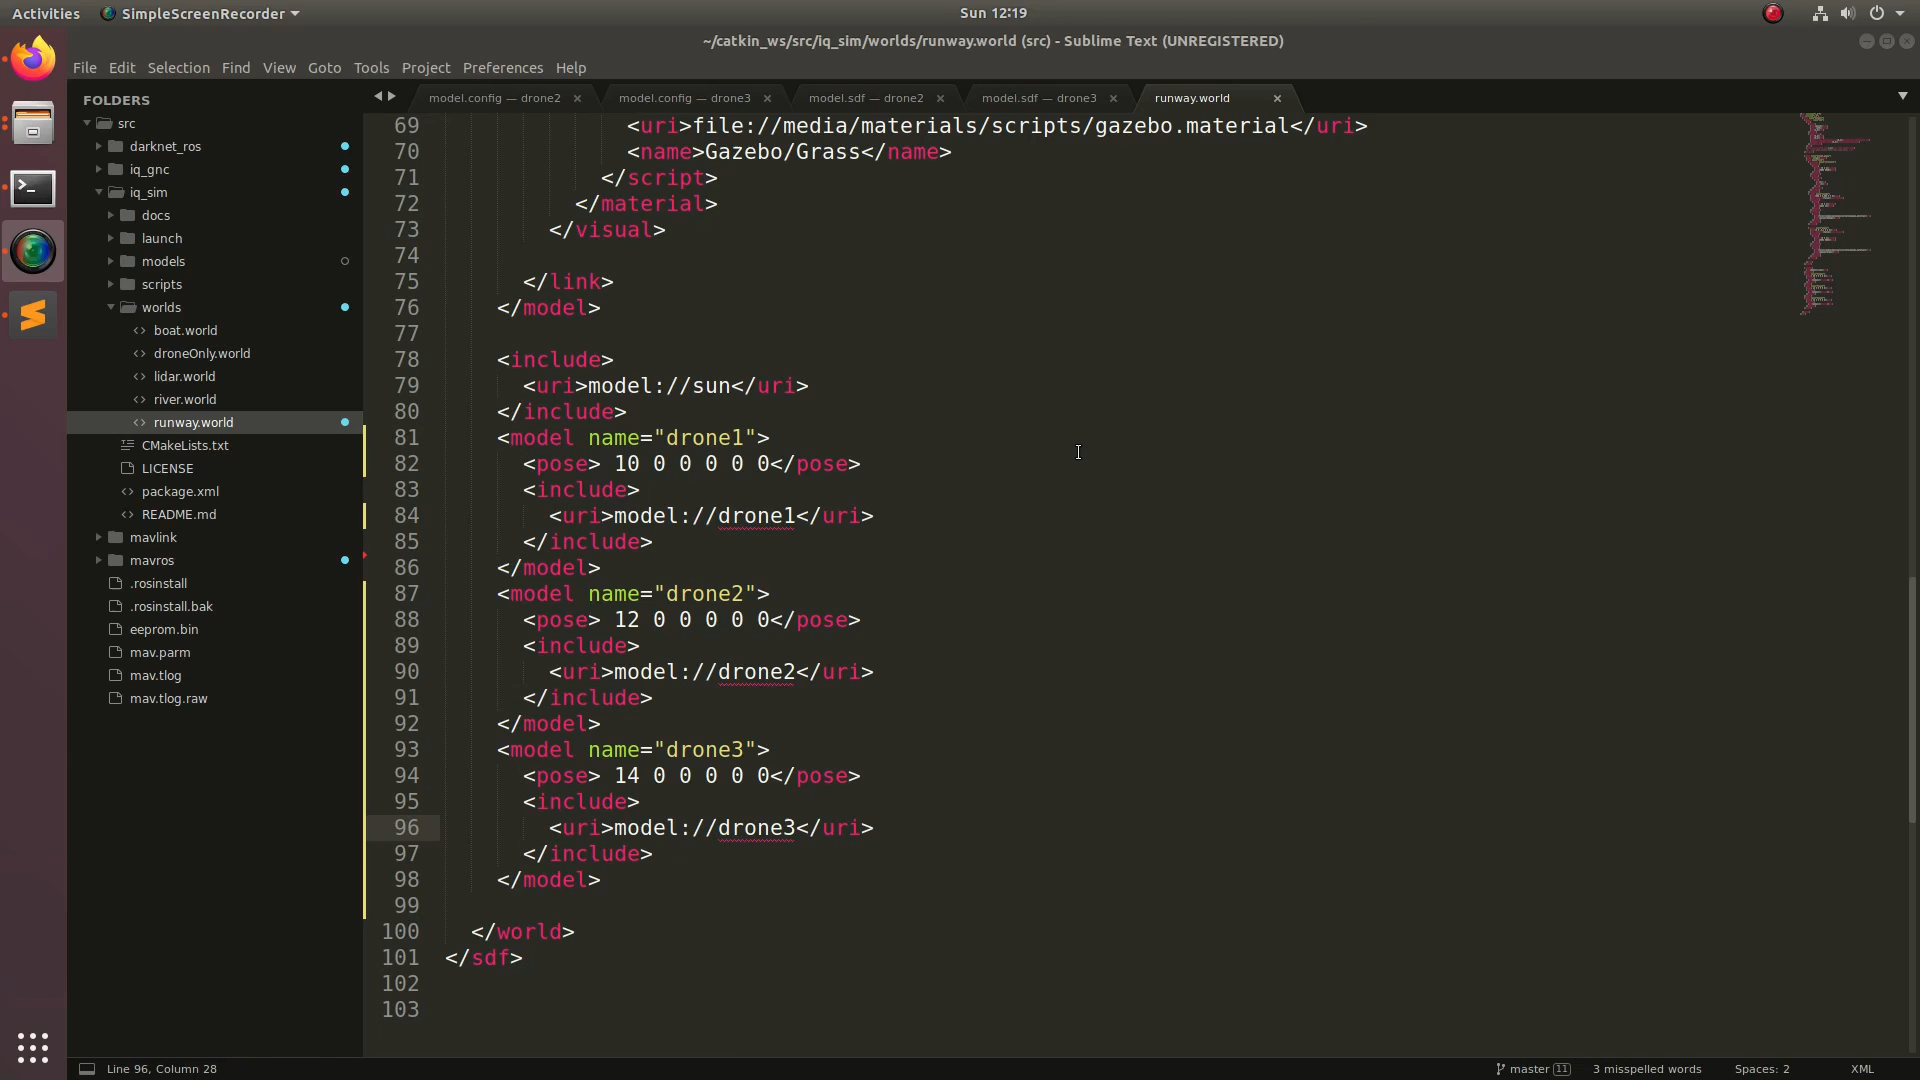 Activities
SimpleScreenRecorder
Sun 12:19
~/catkin_ws/src/iq_sim/worlds/runway.world (src) - Sublime Text (UNREGISTERED)
File Edit Selection Find View Goto Tools Project Preferences Help
FOLDERS
src
darknet_ros
iq_gnc
iq_sim
docs
launch
models
scripts
worlds
boat.world
droneOnly.world
lidar.world
river.world
runway.world
CMakeLists.txt
LICENSE
package.xml
README.md
mavlink
mavros
.rosinstall
.rosinstall.bak
eeprom.bin
mav.parm
mav.tlog
mav.tlog.raw
model.config — drone2
model.config — drone3
model.sdf — drone2
model.sdf — drone3
runway.world
69 <uri>file://media/materials/scripts/gazebo.material</uri>
70 <name>Gazebo/Grass</name>
71 </script>
72 </material>
73 </visual>
74
75 </link>
76 </model>
77
78 <include>
79 <uri>model://sun</uri>
80 </include>
81 <model name="drone1">
82 <pose> 10 0 0 0 0 0</pose>
83 <include>
84 <uri>model://drone1</uri>
85 </include>
86 </model>
87 <model name="drone2">
88 <pose> 12 0 0 0 0 0</pose>
89 <include>
90 <uri>model://drone2</uri>
91 </include>
92 </model>
93 <model name="drone3">
94 <pose> 14 0 0 0 0 0</pose>
95 <include>
96 <uri>model://drone3</uri>
97 </include>
98 </model>
99
100 </world>
101 </sdf>
102
103
Line 96, Column 28
master 11
3 misspelled words
Spaces: 2
XML